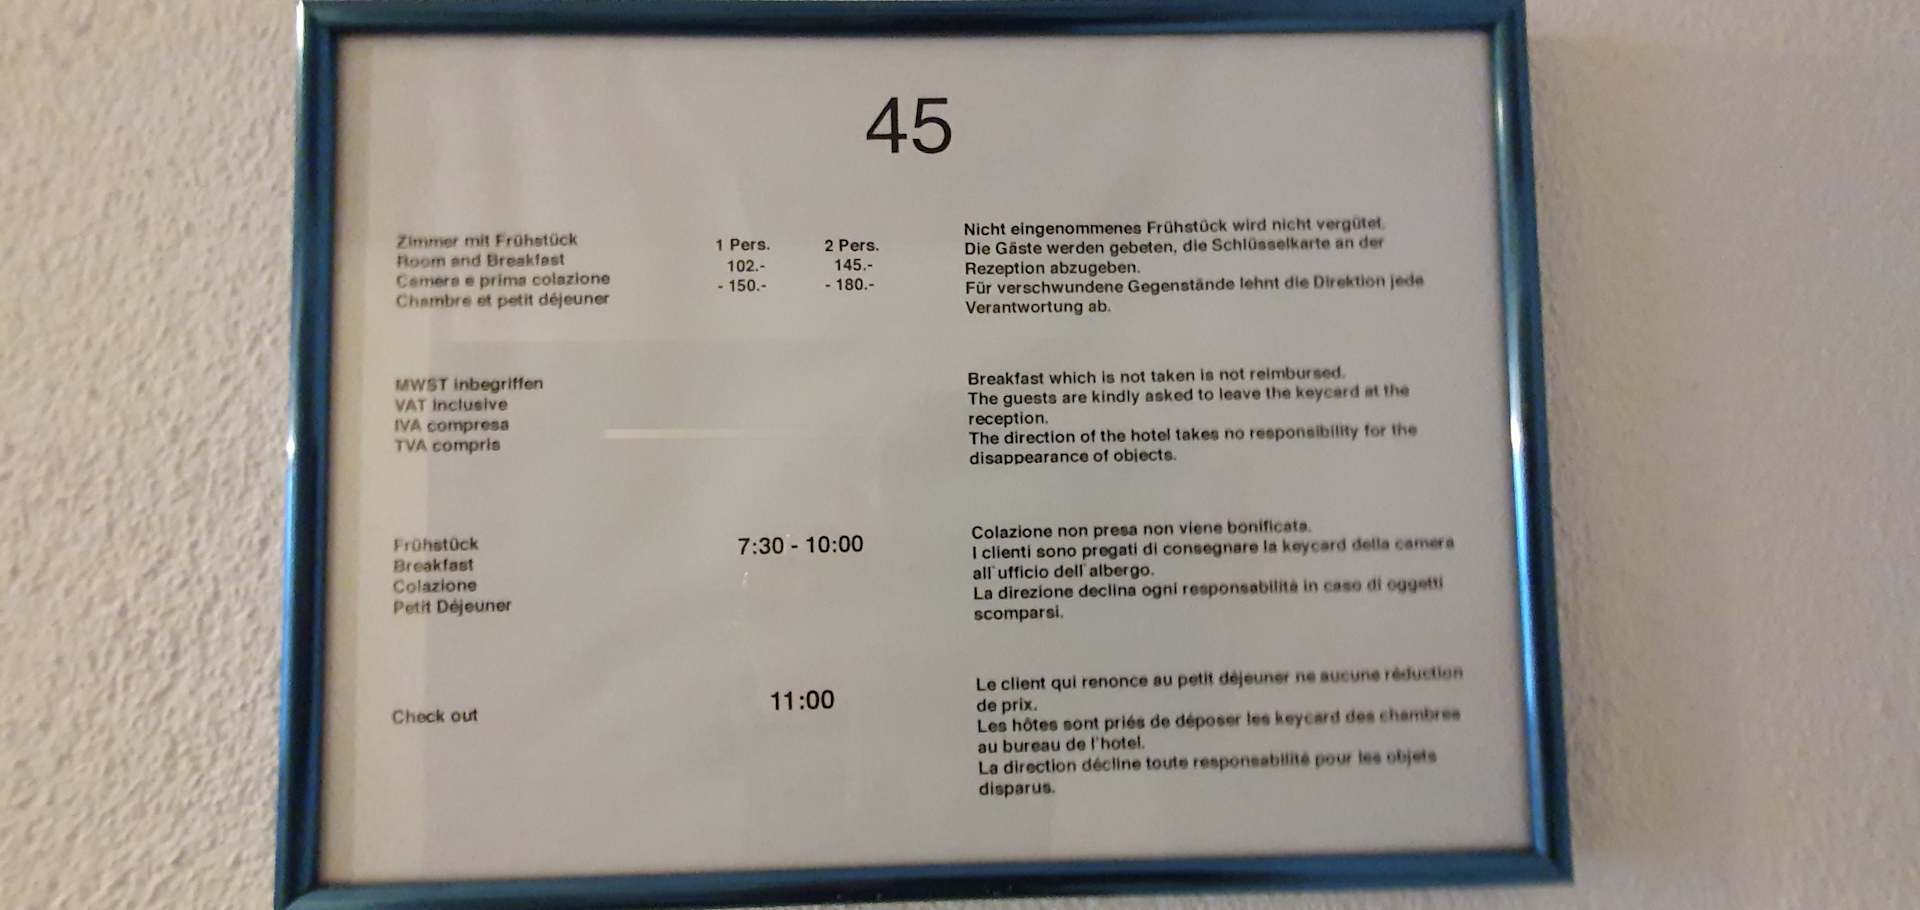 45
Zimmer mit Frühstück
Room and Breakfast
Camera e prima colazione
Chambre et petit déjeuner
1 Pers. 2 Pers.
102.- 145.-
- 150.- - 180.-
Nicht eingenommenes Frühstück wird nicht vergütet.
Die Gäste werden gebeten, die Schlüsselkarte an der
Rezeption abzugeben.
Für verschwundene Gegenstände lehnt die Direktion jede
Verantwortung ab.
MWST inbegriffen
VAT inclusive
IVA compresa
TVA compris
Breakfast which is not taken is not reimbursed.
The guests are kindly asked to leave the keycard at the
reception.
The direction of the hotel takes no responsibility for the
disappearance of objects.
Frühstück
Breakfast
Colazione
Petit Déjeuner
7:30 - 10:00
Colazione non presa non viene bonificata.
I clienti sono pregati di consegnare la keycard della camera
all`ufficio dell`albergo.
La direzione declina ogni responsabilità in caso di oggetti
scomparsi.
Check out
11:00
Le client qui renonce au petit déjeuner ne aucune réduction
de prix.
Les hôtes sont priés de déposer les keycard des chambres
au bureau de l'hotel.
La direction décline toute responsabilité pour les objets
disparus.